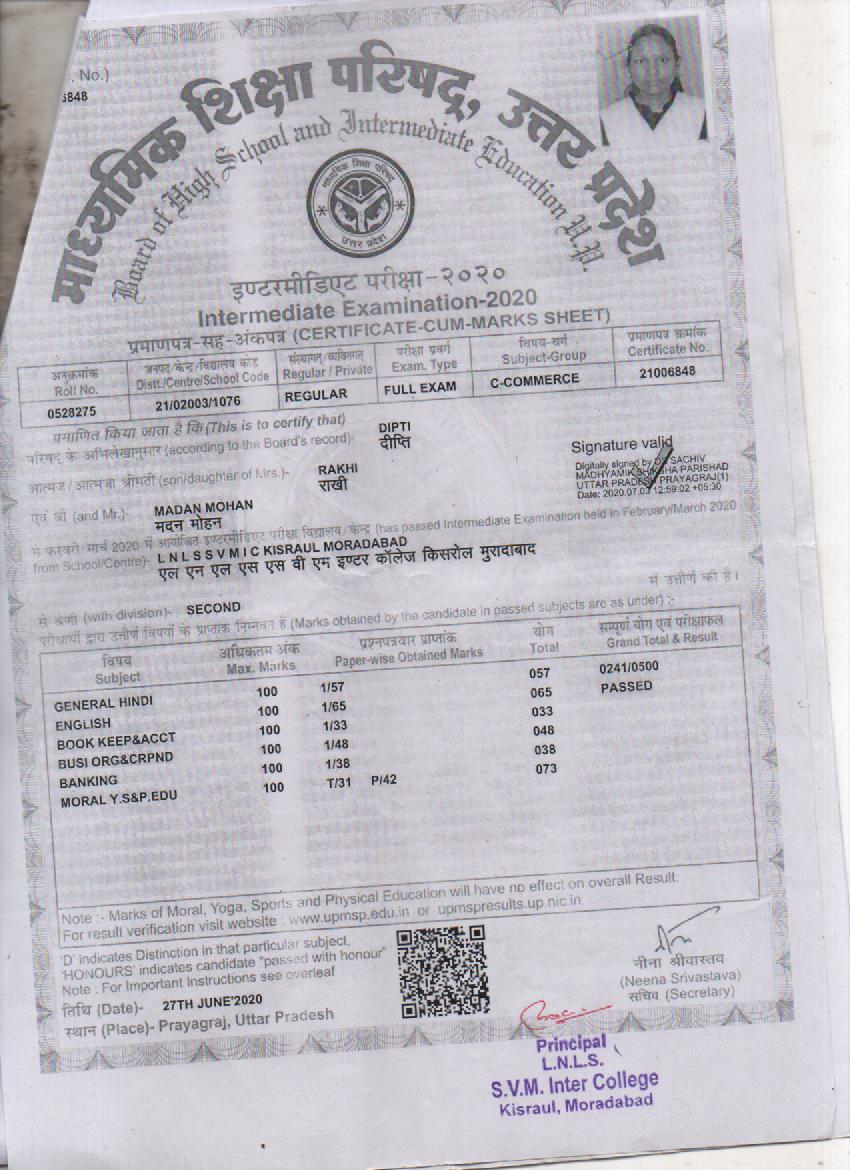 . No.)
6848
माध्यमिक शिक्षा परिषद्, उत्तर प्रदेश
Board of High School and Intermediate Education U.P.
माध्यमिक शिक्षा परिषद
उत्तर प्रदेश
इण्टरमीडिएट परीक्षा-२०२०
Intermediate Examination-2020
प्रमाणपत्र-सह-अंकपत्र (CERTIFICATE-CUM-MARKS SHEET)
अनुक्रमांक जनपद/केन्द्र/विद्यालय कोड संस्थागत/व्यक्तिगत परीक्षा प्रवर्ग विषय-वर्ग प्रमाणपत्र क्रमांक
Roll No. Distt./Centre/School Code Regular / Private Exam. Type Subject-Group Certificate No.
0528275 21/02003/1076 REGULAR FULL EXAM C-COMMERCE 21006848
प्रमाणित किया जाता है कि (This is to certify that) DIPTI
परिषद् के अभिलेखानुसार (according to the Board's record)- दीप्ति
Signature valid
Digitally signed by DS SACHIV
MADHYAMIK SHIKSHA PARISHAD
UTTAR PRADESH PRAYAGRAJ(1)
Date: 2020.07.03 12:59:02 +05:30
आत्मज / आत्मजा श्रीमती (son/daughter of Mrs.)- RAKHI
राखी
एवं श्री (and Mr.)- MADAN MOHAN
मदन मोहन
ने फरवरी/मार्च 2020 में आयोजित इण्टरमीडिएट परीक्षा विद्यालय/केन्द्र (has passed Intermediate Examination held in February/March 2020
from School/Centre)- L N L S S V M I C KISRAUL MORADABAD
एल एन एल एस एस वी एम इण्टर कॉलेज किसरोल मुरादाबाद
में उत्तीर्ण की है।
से श्रेणी (with division)- SECOND
परीक्षार्थी द्वारा उत्तीर्ण विषयों के प्राप्तांक निम्नवत हैं (Marks obtained by the candidate in passed subjects are as under) :-
विषय अधिकतम अंक प्रश्नपत्रवार प्राप्तांक योग सम्पूर्ण योग एवं परीक्षाफल
Subject Max. Marks Paper-wise Obtained Marks Total Grand Total & Result
GENERAL HINDI 100 1/57 057 0241/0500
ENGLISH 100 1/65 065 PASSED
BOOK KEEP&ACCT 100 1/33 033
BUSI ORG&CRPND 100 1/48 048
BANKING 100 1/38 038
MORAL Y.S&P.EDU 100 T/31 P/42 073
Note :- Marks of Moral, Yoga, Sports and Physical Education will have no effect on overall Result.
For result verification visit website : www.upmsp.edu.in or upmspresults.up.nic.in
'D' indicates Distinction in that particular subject.
'HONOURS' indicates candidate "passed with honour"
Note : For Important Instructions see overleaf
तिथि (Date)- 27TH JUNE'2020
स्थान (Place)- Prayagraj, Uttar Pradesh
नीना श्रीवास्तव
(Neena Srivastava)
सचिव (Secretary)
Principal
L.N.L.S.
S.V.M. Inter College
Kisraul, Moradabad